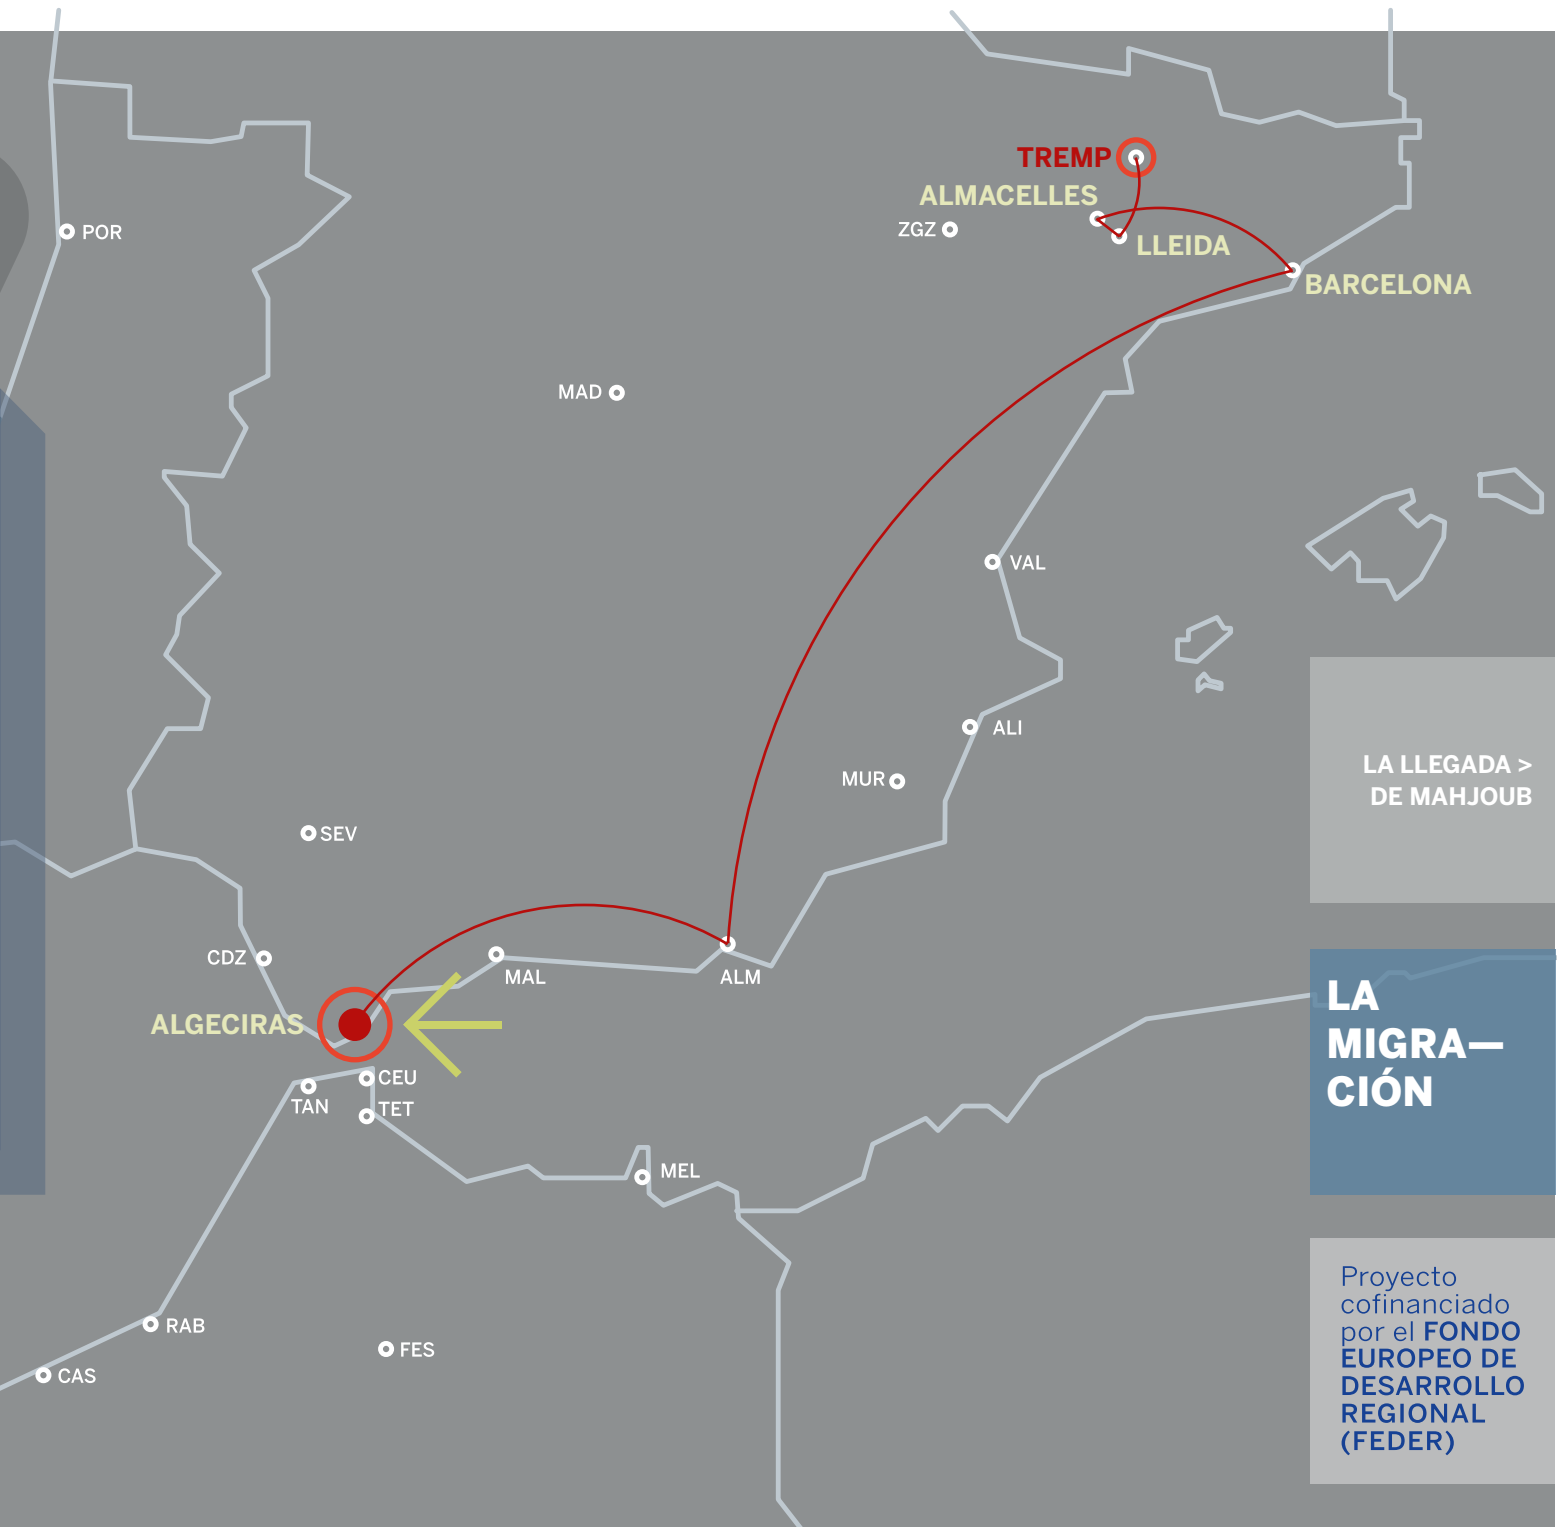 TREMP
ALMACELLES
POR
ZGZ
LLEIDA
BARCELONA
MAD
VAL
ALI
MUR
LA LLEGADA >
DE MAHJOUB
SEV
CDZ
MAL
ALM
ALGECIRAS
LA
MIGRA—
CIÓN
CEU
TAN
TET
MEL
Proyecto
cofinanciado
por el FONDO
EUROPEO DE
DESARROLLO
REGIONAL
(FEDER)
RAB
FES
CAS